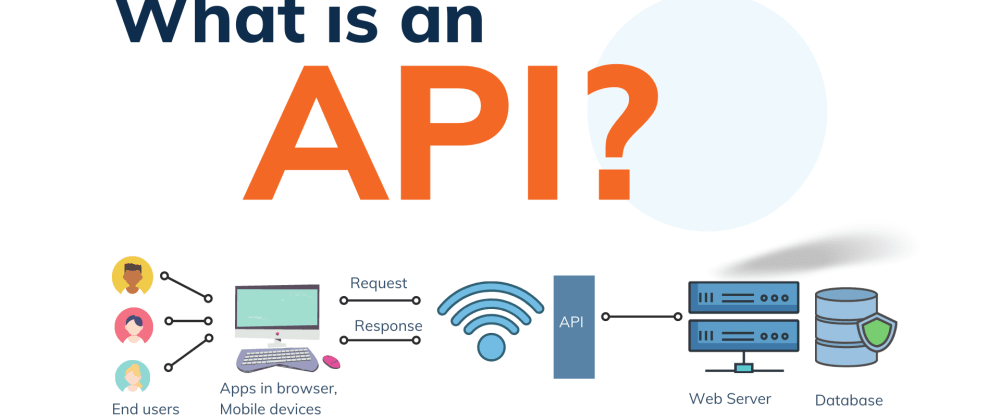 What is an
API?
Request
Response
API
Apps in browser,
Mobile devices
End users
Web Server
Database